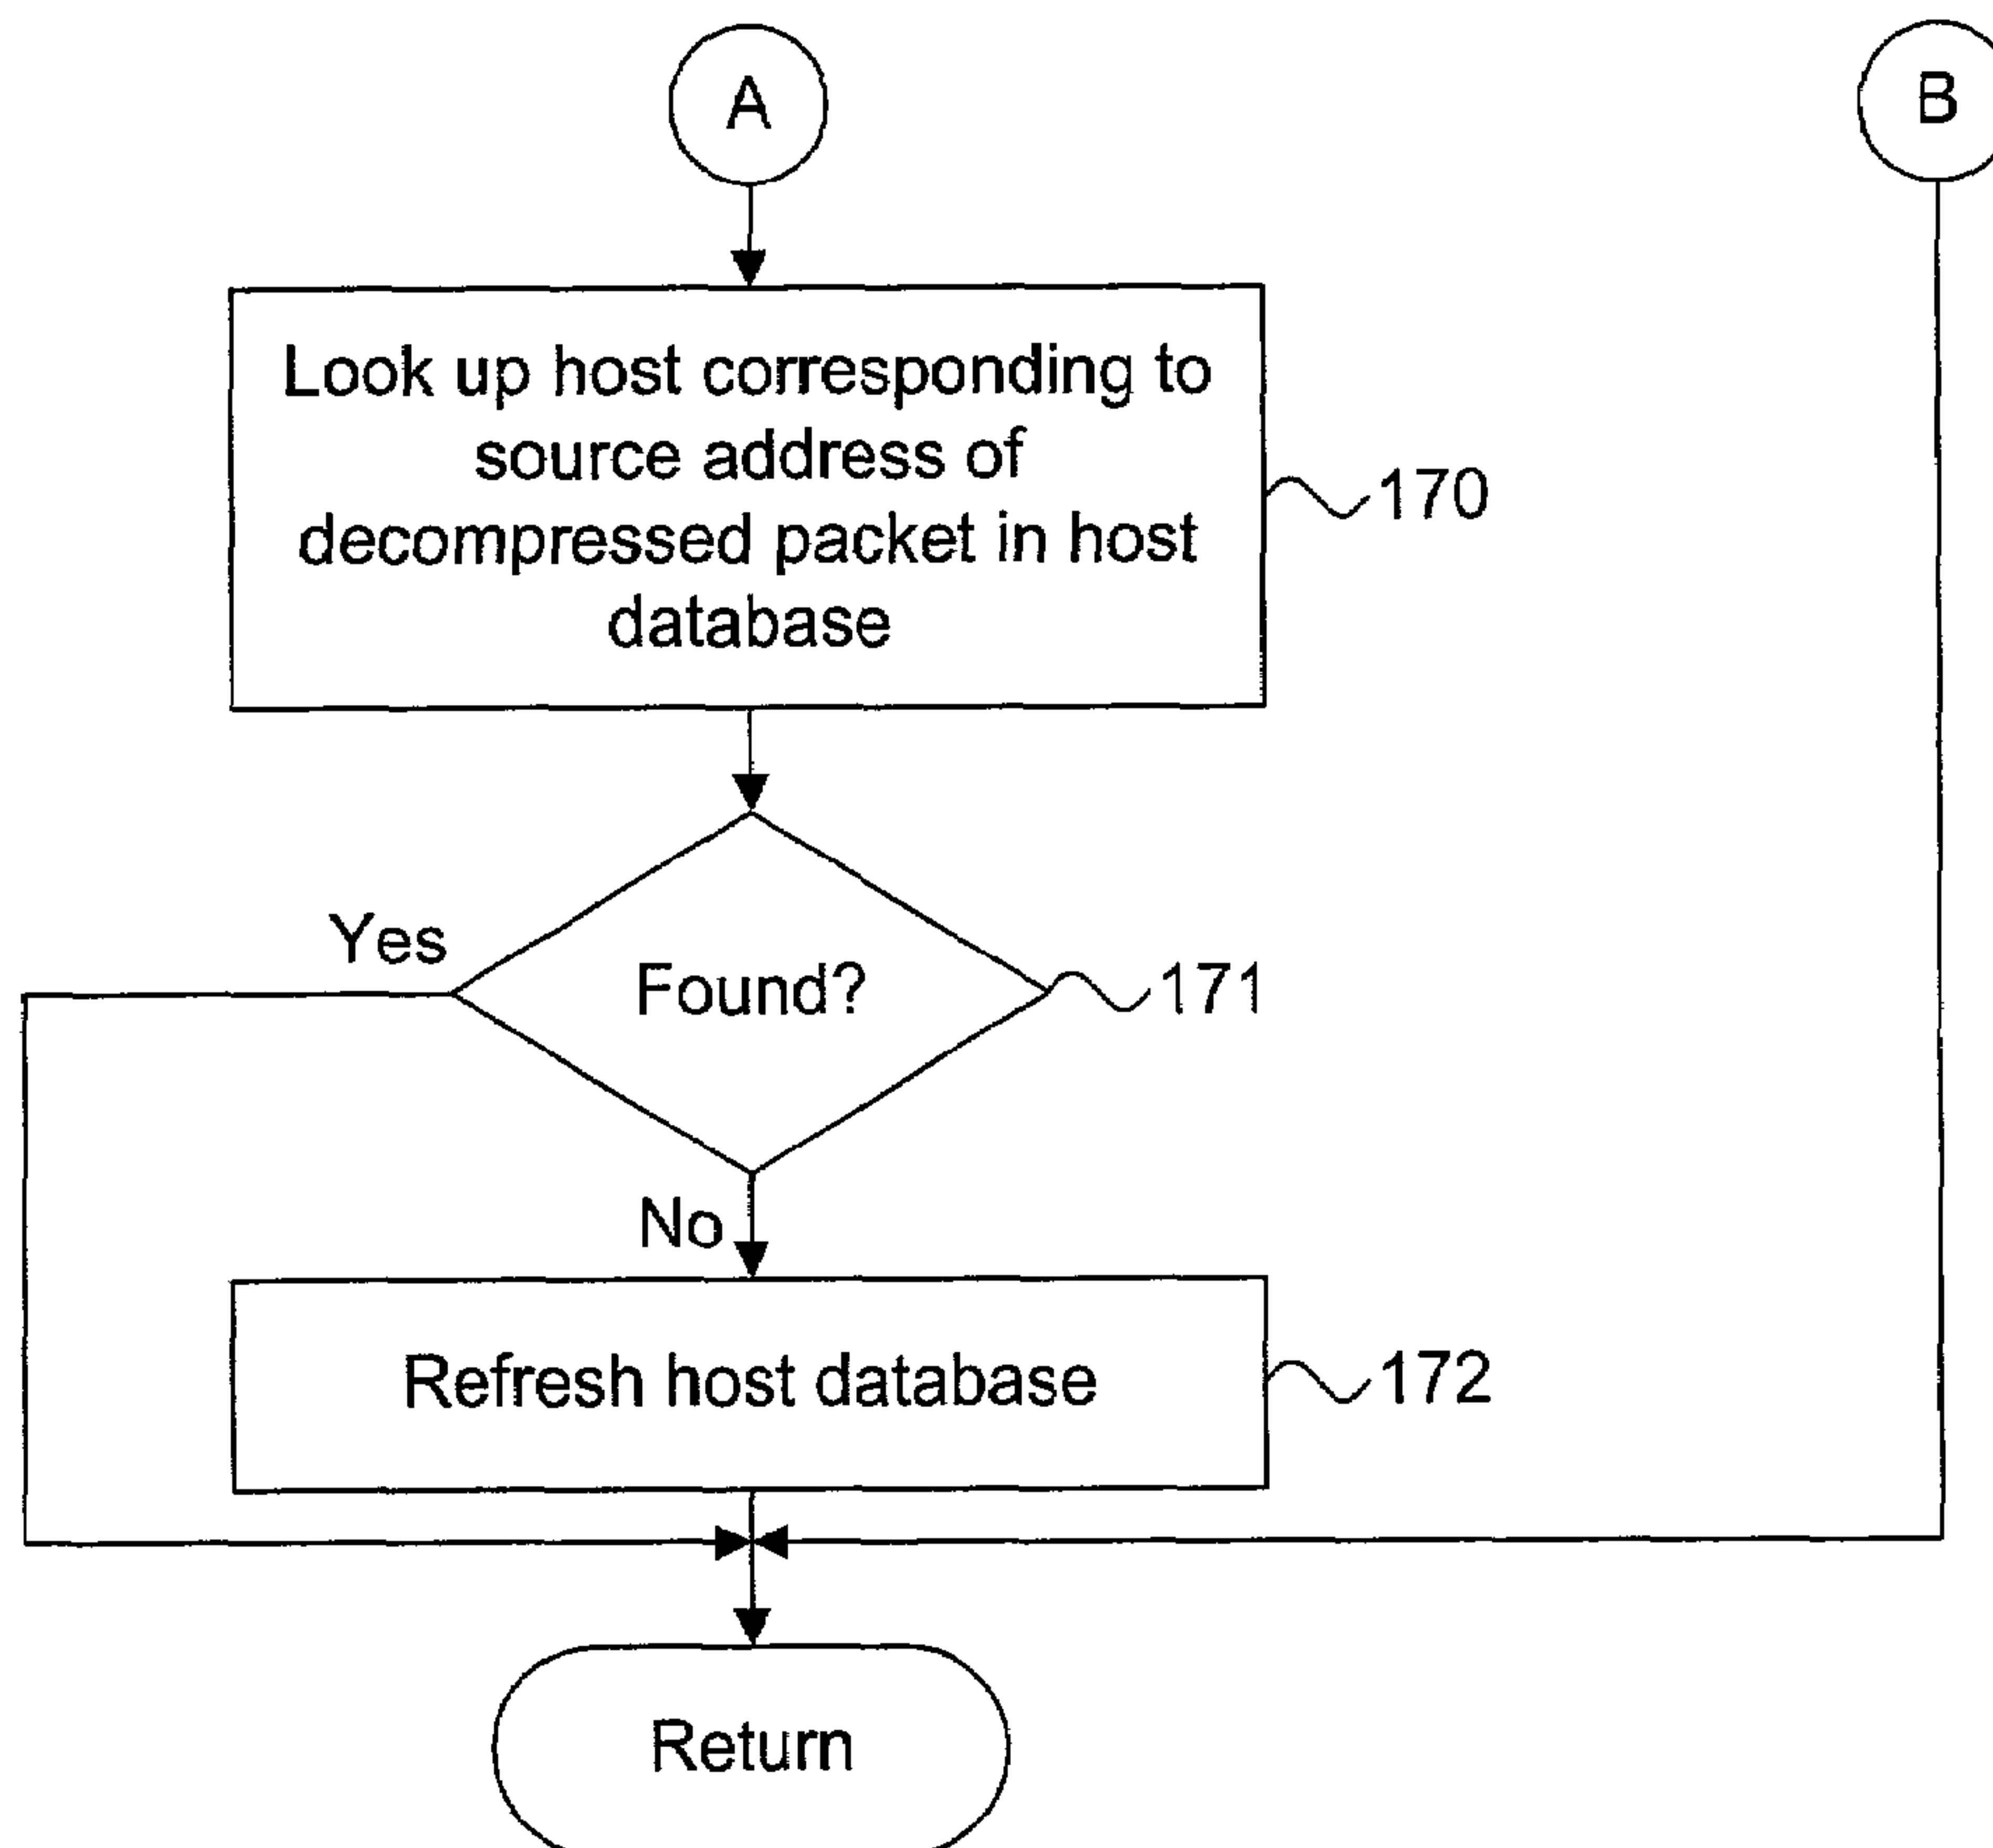 A
B
Look up host corresponding to
source address of
decompressed packet in host
database
170
Yes
Found?
171
No
Refresh host database
172
Return